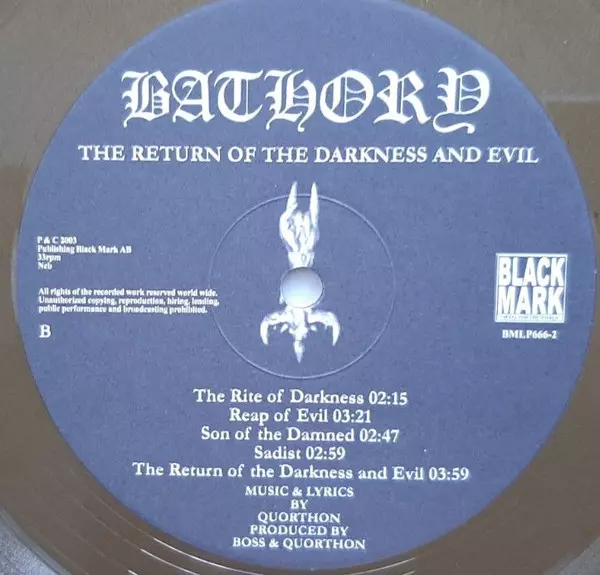 BATHORY
THE RETURN OF THE DARKNESS AND EVIL
P & C 2003
Publishing Black Mark AB
33rpm
Ncb
All rights of the recorded work reserved world wide.
Unauthorized copying, reproduction, hiring, lending,
public performance and broadcasting prohibited.
B
BLACK
MARK
BMLP666-2
The Rite of Darkness 02:15
Reap of Evil 03:21
Son of the Damned 02:47
Sadist 02:59
The Return of the Darkness and Evil 03:59
MUSIC & LYRICS
BY
QUORTHON
PRODUCED BY
BOSS & QUORTHON